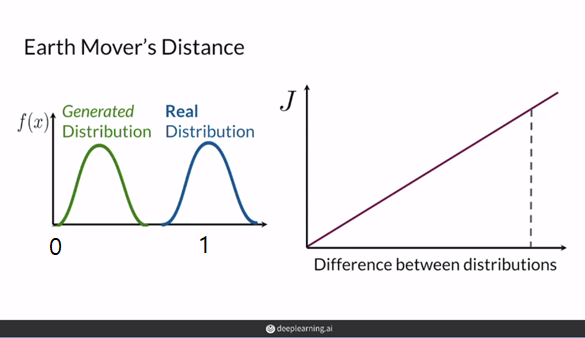 Earth Mover's Distance
f(x)
Generated
Distribution
Real
Distribution
0
1
J
Difference between distributions
deeplearning.ai